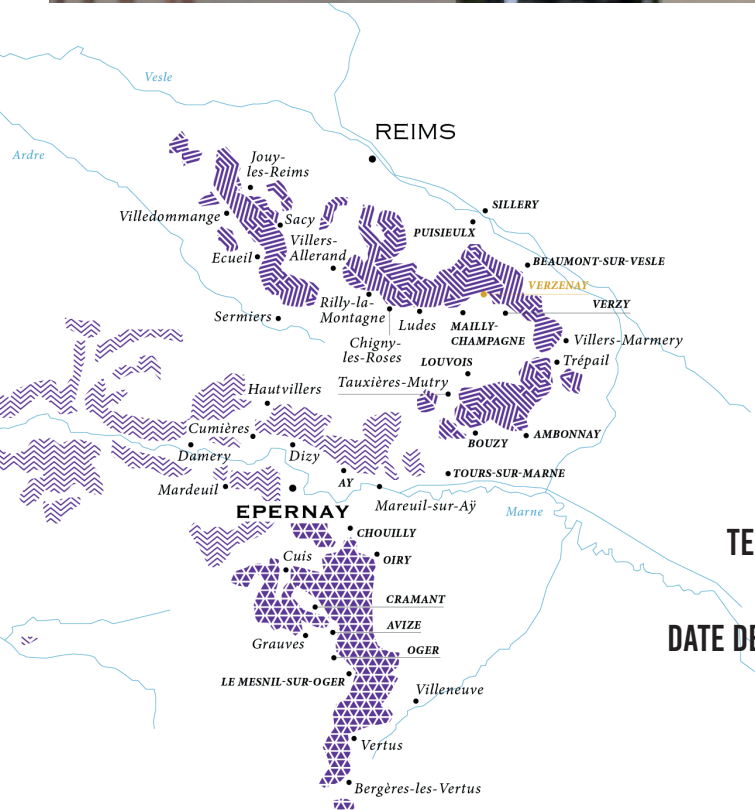 Vesle
REIMS
Ardre
Jouy-
les-Reims
SILLERY
Villedommange
Sacy
PUISIEULX
Villers-
Allerand
Ecueil
BEAUMONT-SUR-VESLE
VERZENAY
Rilly-la-
Montagne
VERZY
Sermiers
Ludes
MAILLY-
CHAMPAGNE
Villers-Marmery
Chigny-
les-Roses
LOUVOIS
Trépail
Tauxières-Mutry
Hautvillers
Cumières
AMBONNAY
BOUZY
Damery
Dizy
TOURS-SUR-MARNE
AY
Mardeuil
Mareuil-sur-Aÿ
EPERNAY
Marne
CHOUILLY
TE
Cuis
OIRY
CRAMANT
AVIZE
DATE DE
Grauves
OGER
LE MESNIL-SUR-OGER
Villeneuve
Vertus
Bergères-les-Vertus